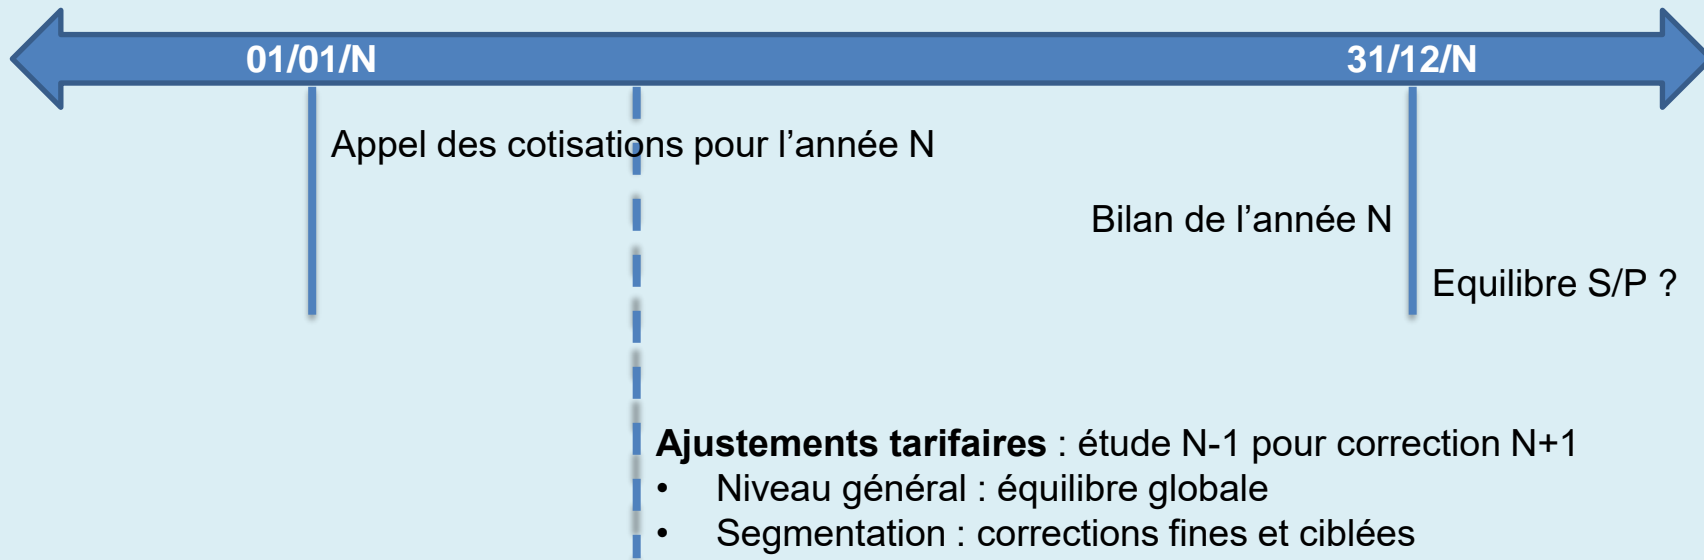 01/01/N
31/12/N
Appel des cotisations pour l’année N
Bilan de l’année N
Equilibre S/P ?
Ajustements tarifaires : étude N-1 pour correction N+1
• Niveau général : équilibre globale
• Segmentation : corrections fines et ciblées